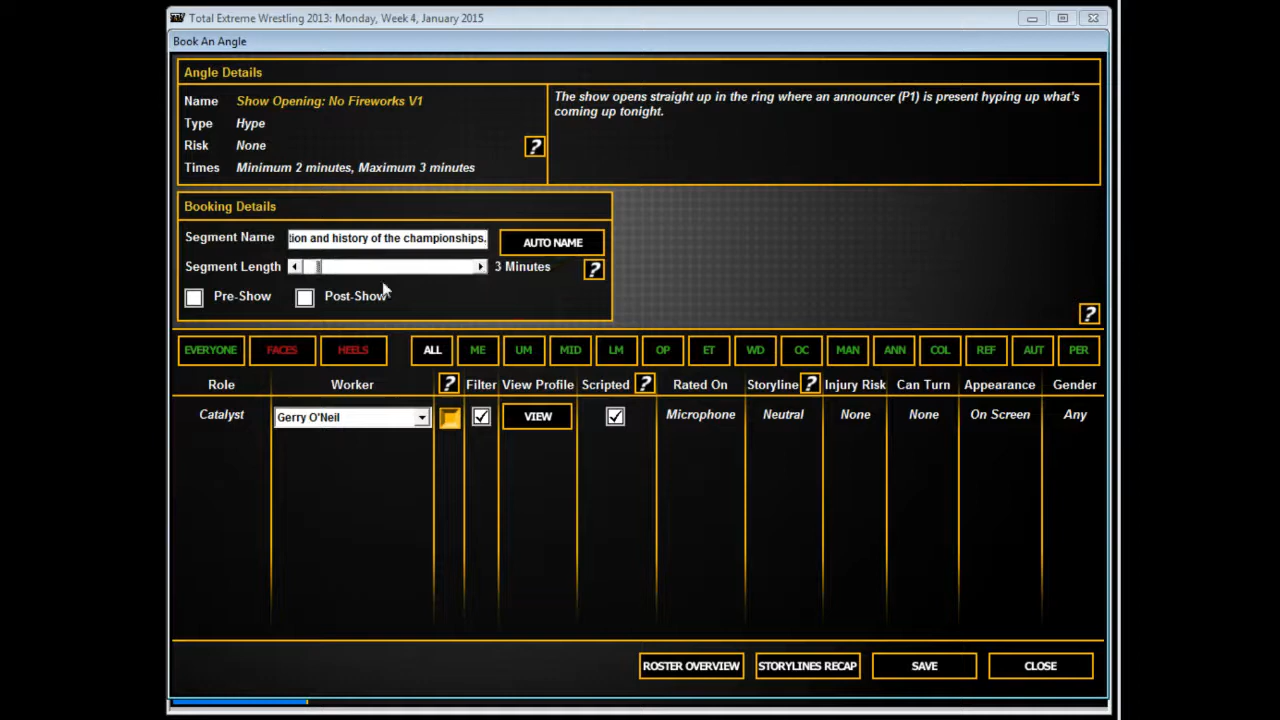 Total Extreme Wrestling 2013: Monday, Week 4, January 2015
Book An Angle
Angle Details
Name Show Opening: No Fireworks V1
Type Hype
Risk None
Times Minimum 2 minutes, Maximum 3 minutes
?
The show opens straight up in the ring where an announcer (P1) is present hyping up what's
coming up tonight.
Booking Details
Segment Name tion and history of the championships. AUTO NAME
Segment Length 3 Minutes ?
Pre-Show Post-Show
?
EVERYONE FACES HEELS ALL ME UM MID LM OP ET WD OC MAN ANN COL REF AUT PER
Role Worker ? Filter View Profile Scripted ? Rated On Storyline ? Injury Risk Can Turn Appearance Gender
Catalyst Gerry O'Neil VIEW Microphone Neutral None None On Screen Any
ROSTER OVERVIEW STORYLINES RECAP SAVE CLOSE